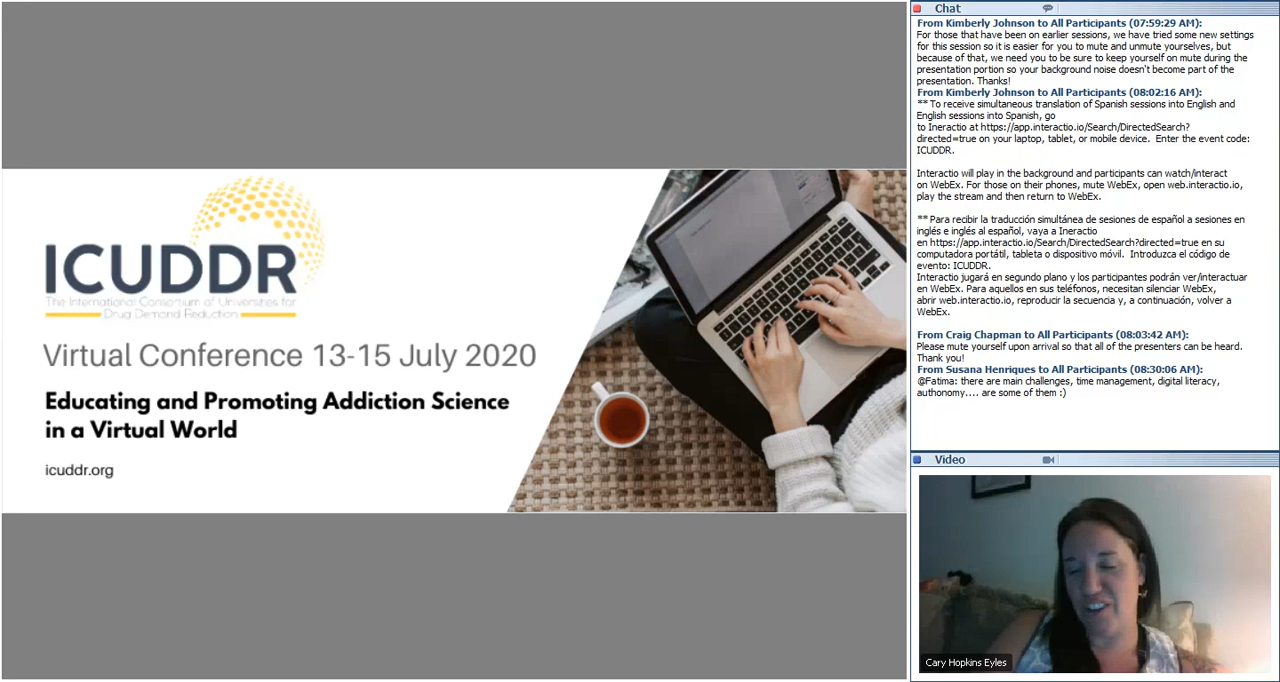 ICUDDR
The International Consortium of Universities for
Drug Demand Reduction
Virtual Conference 13-15 July 2020
Educating and Promoting Addiction Science
in a Virtual World
icuddr.org
Chat
From Kimberly Johnson to All Participants (07:59:29 AM):
For those that have been on earlier sessions, we have tried some new settings
for this session so it is easier for you to mute and unmute yourselves, but
because of that, we need you to be sure to keep yourself on mute during the
presentation portion so your background noise doesn't become part of the
presentation. Thanks!
From Kimberly Johnson to All Participants (08:02:16 AM):
** To receive simultaneous translation of Spanish sessions into English and
English sessions into Spanish, go
to Ineractio at https://app.interactio.io/Search/DirectedSearch?
directed=true on your laptop, tablet, or mobile device. Enter the event code:
ICUDDR.
Interactio will play in the background and participants can watch/interact
on WebEx. For those on their phones, mute WebEx, open web.interactio.io,
play the stream and then return to WebEx.
** Para recibir la traducción simultánea de sesiones de español a sesiones en
inglés e inglés al español, vaya a Ineractio
en https://app.interactio.io/Search/DirectedSearch?directed=true en su
computadora portátil, tableta o dispositivo móvil. Introduzca el código de
evento: ICUDDR.
Interactio jugará en segundo plano y los participantes podrán ver/interactuar
en WebEx. Para aquellos en sus teléfonos, necesitan silenciar WebEx,
abrir web.interactio.io, reproducir la secuencia y, a continuación, volver a
WebEx.
From Craig Chapman to All Participants (08:03:42 AM):
Please mute yourself upon arrival so that all of the presenters can be heard.
Thank you!
From Susana Henriques to All Participants (08:30:06 AM):
@Fatima: there are main challenges, time management, digital literacy,
authonomy.... are some of them :)
Video
Cary Hopkins Eyles